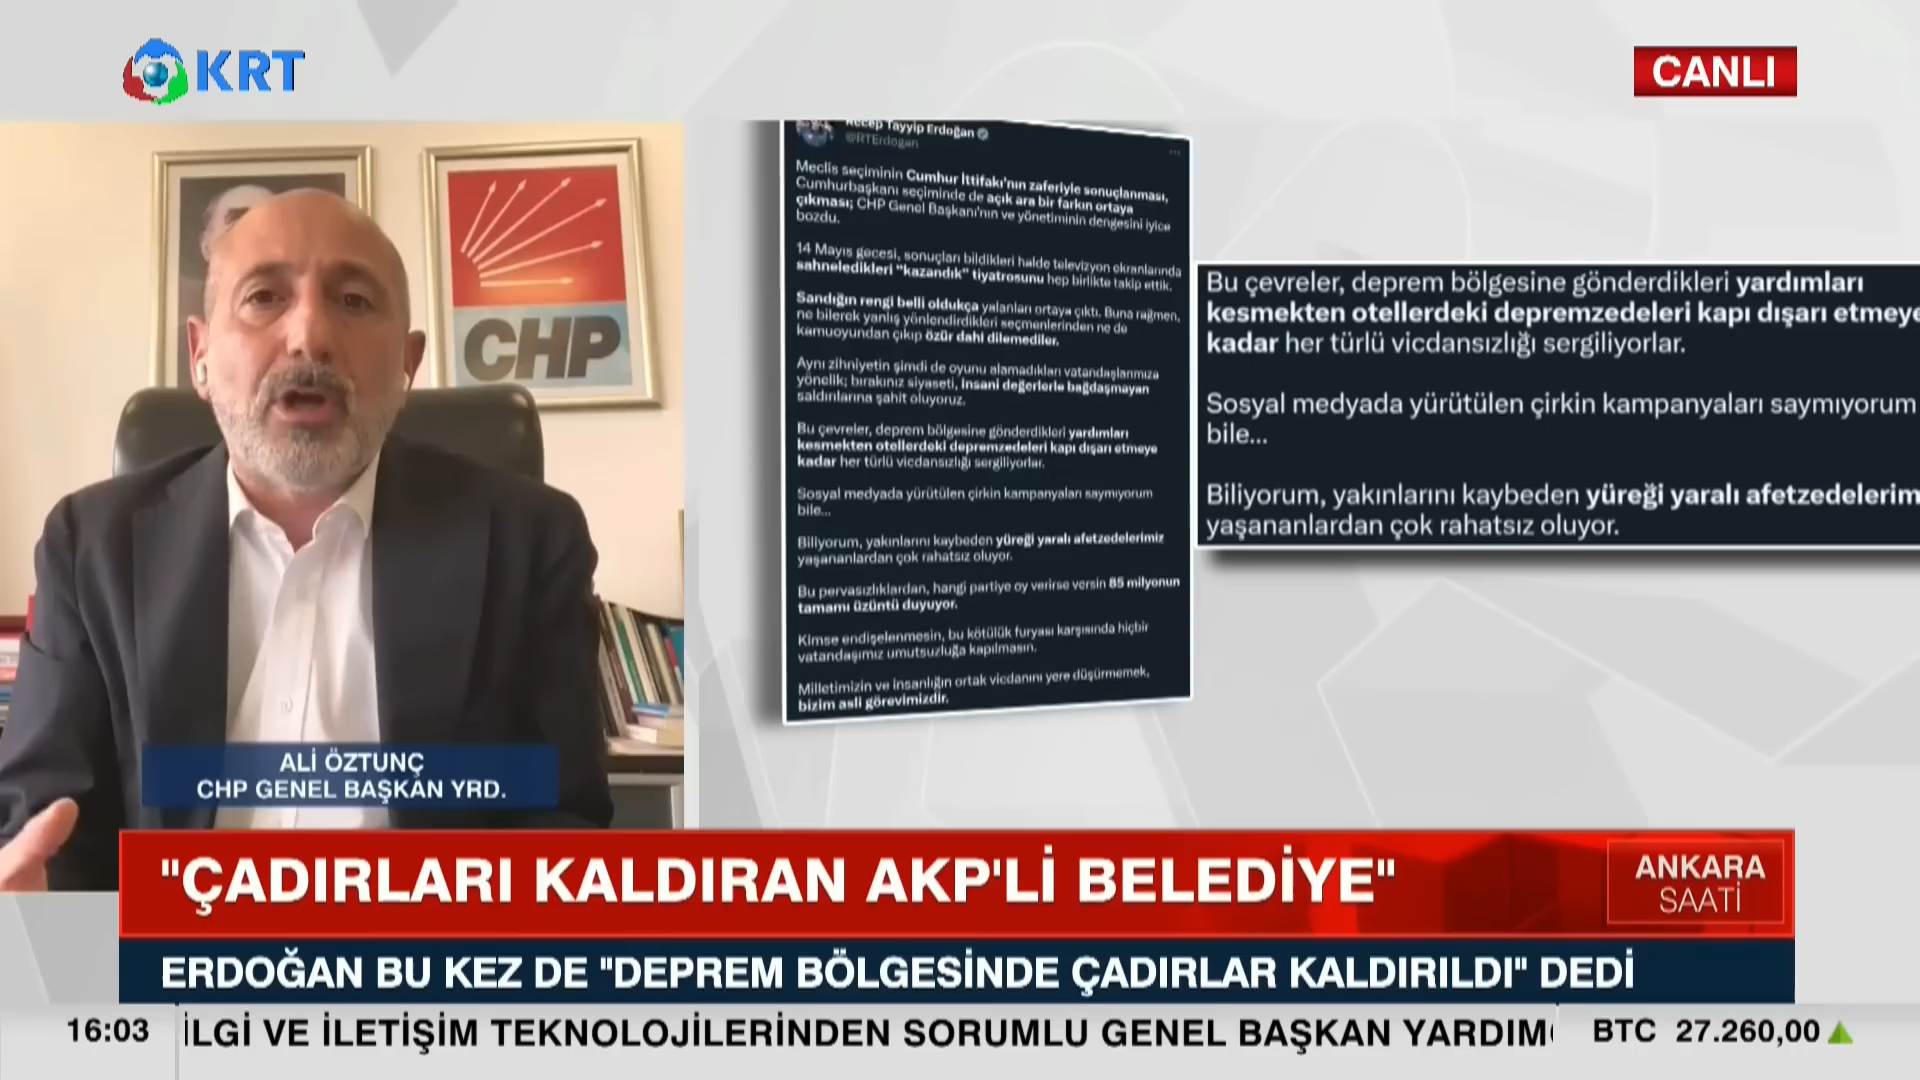 KRT
CANLI
CHP
Recep Tayyip Erdoğan
@RTErdogan
Meclis seçiminin Cumhur İttifakı'nın zaferiyle sonuçlanması,
Cumhurbaşkanı seçiminde de açık ara bir farkın ortaya
çıkması; CHP Genel Başkanı'nın ve yönetiminin dengesini iyice
bozdu.
14 Mayıs gecesi, sonuçları bildikleri halde televizyon ekranlarında
sahneledikleri "kazandık" tiyatrosunu hep birlikte takip ettik.
Sandığın rengi belli oldukça yalanları ortaya çıktı. Buna rağmen,
ne bilerek yanlış yönlendirdikleri seçmenlerinden ne de
kamuoyundan çıkıp özür dahi dilemediler.
Aynı zihniyetin şimdi de oyunu alamadıkları vatandaşlarımıza
yönelik; bırakınız siyaseti, insani değerlerle bağdaşmayan
saldırılarına şahit oluyoruz.
Bu çevreler, deprem bölgesine gönderdikleri yardımları
kesmekten otellerdeki depremzedeleri kapı dışarı etmeye
kadar her türlü vicdansızlığı sergiliyorlar.
Sosyal medyada yürütülen çirkin kampanyaları saymıyorum
bile...
Biliyorum, yakınlarını kaybeden yüreği yaralı afetzedelerimiz
yaşananlardan çok rahatsız oluyor.
Bu pervasızlıklardan, hangi partiye oy verirse versin 85 milyonun
tamamı üzüntü duyuyor.
Kimse endişelenmesin, bu kötülük furyası karşısında hiçbir
vatandaşımız umutsuzluğa kapılmasın.
Milletimizin ve insanlığın ortak vicdanını yere düşürmemek,
bizim asli görevimizdir.
Bu çevreler, deprem bölgesine gönderdikleri yardımları
kesmekten otellerdeki depremzedeleri kapı dışarı etmeye
kadar her türlü vicdansızlığı sergiliyorlar.
Sosyal medyada yürütülen çirkin kampanyaları saymıyorum
bile...
Biliyorum, yakınlarını kaybeden yüreği yaralı afetzedelerim
yaşananlardan çok rahatsız oluyor.
ALİ ÖZTUNÇ
CHP GENEL BAŞKAN YRD.
"ÇADIRLARI KALDIRAN AKP'Lİ BELEDİYE"
ANKARA
SAATİ
ERDOĞAN BU KEZ DE "DEPREM BÖLGESİNDE ÇADIRLAR KALDIRILDI" DEDİ
16:03 İLGİ VE İLETİŞİM TEKNOLOJİLERİNDEN SORUMLU GENEL BAŞKAN YARDIM BTC 27.260,00